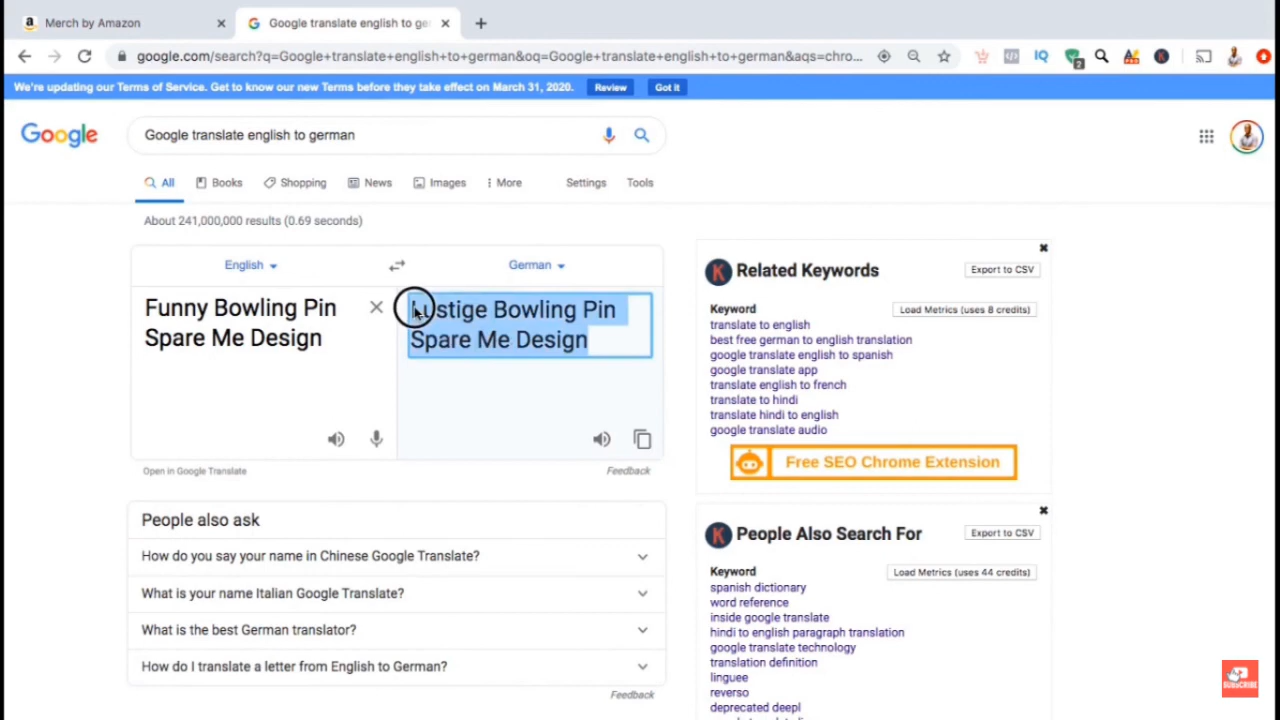 Merch by Amazon
Google translate english to ge
google.com/search?q=Google+translate+english+to+german&oq=Google+translate+english+to+german&aqs=chro...
We're updating our Terms of Service. Get to know our new Terms before they take effect on March 31, 2020.
Review
Got it
Google
Google translate english to german
All
Books
Shopping
News
Images
More
Settings
Tools
About 241,000,000 results (0.69 seconds)
English
German
Funny Bowling Pin
Spare Me Design
Lustige Bowling Pin
Spare Me Design
Open in Google Translate
Feedback
People also ask
How do you say your name in Chinese Google Translate?
What is your name Italian Google Translate?
What is the best German translator?
How do I translate a letter from English to German?
Feedback
Related Keywords
Export to CSV
Keyword
Load Metrics (uses 8 credits)
translate to english
best free german to english translation
google translate english to spanish
google translate app
translate english to french
translate to hindi
translate hindi to english
google translate audio
Free SEO Chrome Extension
People Also Search For
Export to CSV
Keyword
Load Metrics (uses 44 credits)
spanish dictionary
word reference
inside google translate
hindi to english paragraph translation
google translate technology
translation definition
linguee
reverso
deprecated deepl
SUBSCRIBE